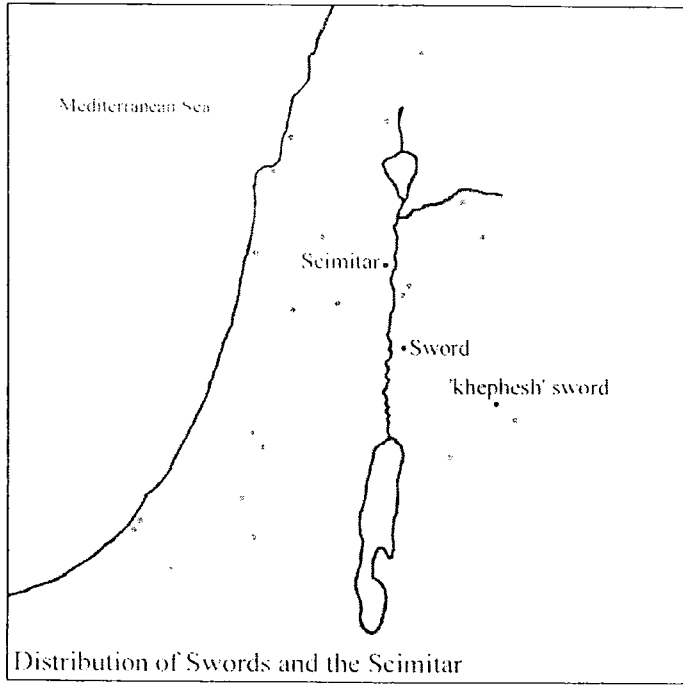 Mediterranean Sea
Scimitar
Sword
'khephesh' sword
Distribution of Swords and the Scimitar